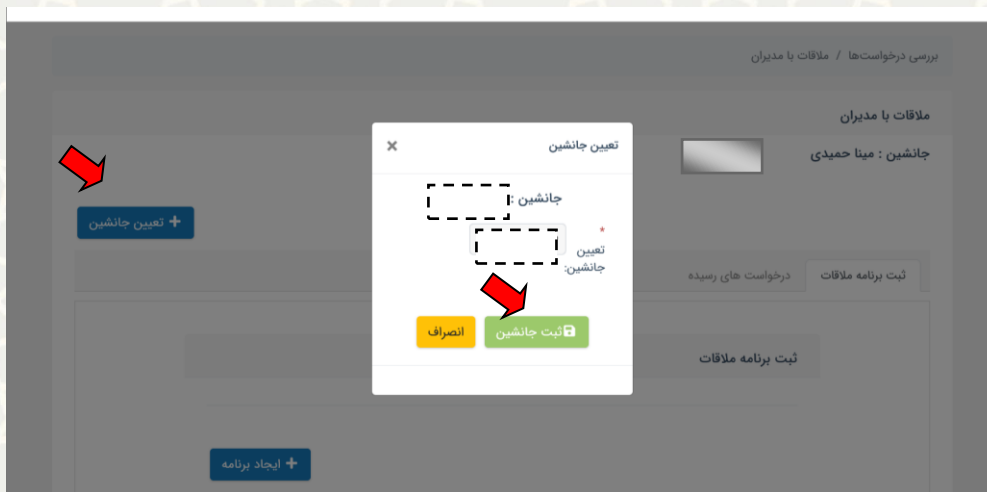 بررسی درخواست‌ها / ملاقات با مدیران
ملاقات با مدیران
جانشین : مینا حمیدی
+ تعیین جانشین
ثبت برنامه ملاقات
درخواست های رسیده
ثبت برنامه ملاقات
+ ایجاد برنامه
تعیین جانشین
×
جانشین :
*
تعیین
جانشین:
ثبت جانشین
انصراف